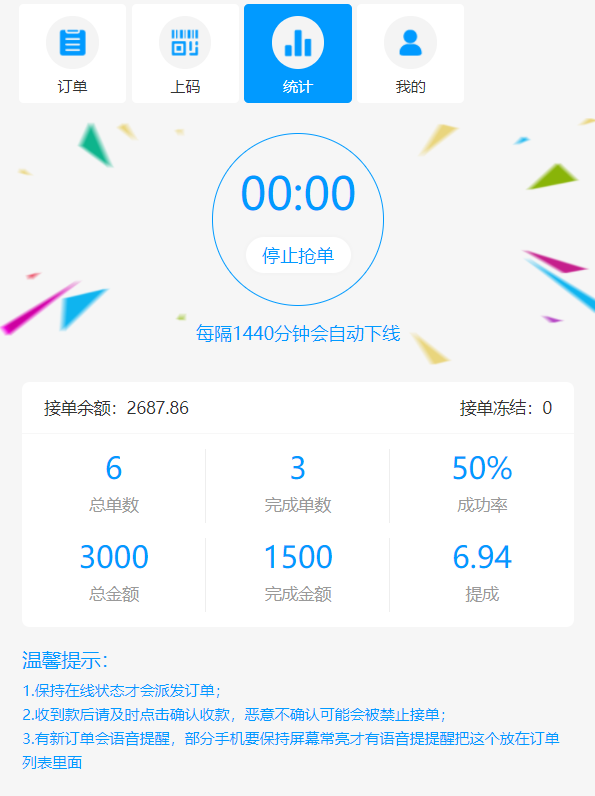 订单 上码 统计 我的
00:00
停止抢单
每隔1440分钟会自动下线
接单余额：2687.86 接单冻结：0
6 3 50%
总单数 完成单数 成功率
3000 1500 6.94
总金额 完成金额 提成
温馨提示：
1.保持在线状态才会派发订单；
2.收到款后请及时点击确认收款，恶意不确认可能会被禁止接单；
3.有新订单会语音提醒，部分手机要保持屏幕常亮才有语音提提醒把这个放在订单
列表里面